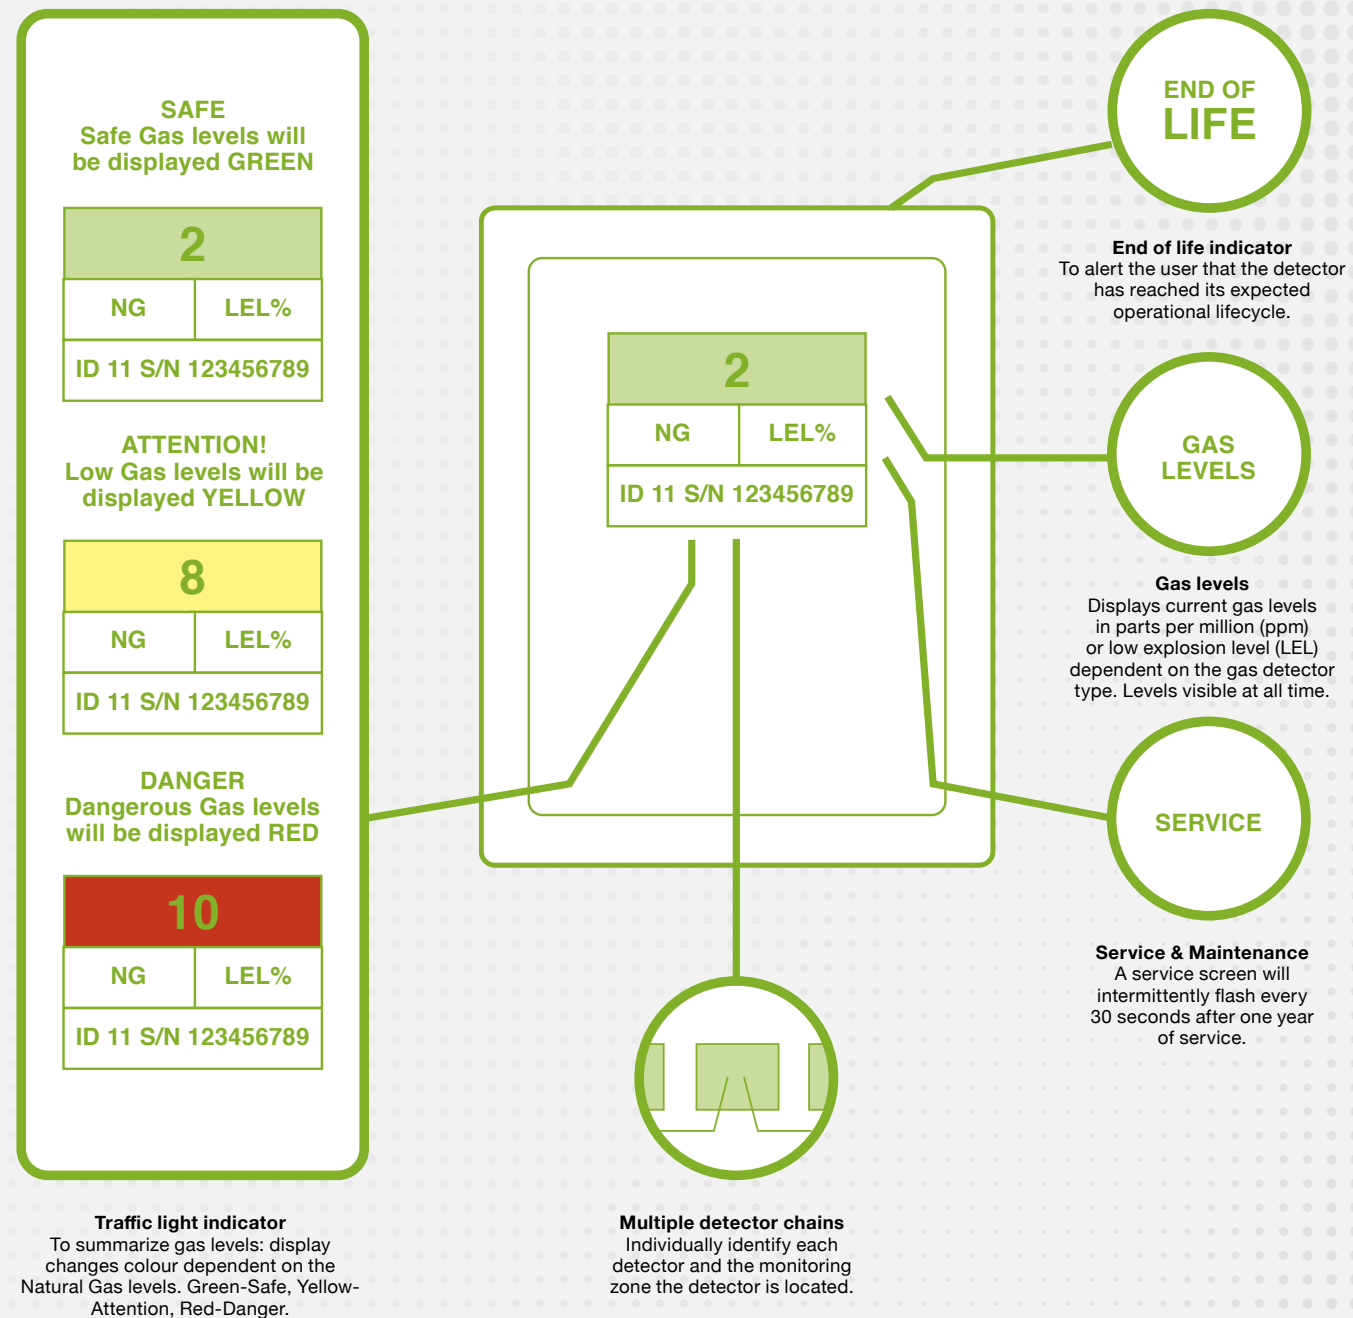 SAFE
Safe Gas levels will
be displayed GREEN
2
NG LEL%
ID 11 S/N 123456789
ATTENTION!
Low Gas levels will be
displayed YELLOW
8
NG LEL%
ID 11 S/N 123456789
DANGER
Dangerous Gas levels
will be displayed RED
10
NG LEL%
ID 11 S/N 123456789
Traffic light indicator
To summarize gas levels: display
changes colour dependent on the
Natural Gas levels. Green-Safe, Yellow-
Attention, Red-Danger.
2
NG LEL%
ID 11 S/N 123456789
Multiple detector chains
Individually identify each
detector and the monitoring
zone the detector is located.
END OF
LIFE
End of life indicator
To alert the user that the detector
has reached its expected
operational lifecycle.
GAS
LEVELS
Gas levels
Displays current gas levels
in parts per million (ppm)
or low explosion level (LEL)
dependent on the gas detector
type. Levels visible at all time.
SERVICE
Service & Maintenance
A service screen will
intermittently flash every
30 seconds after one year
of service.